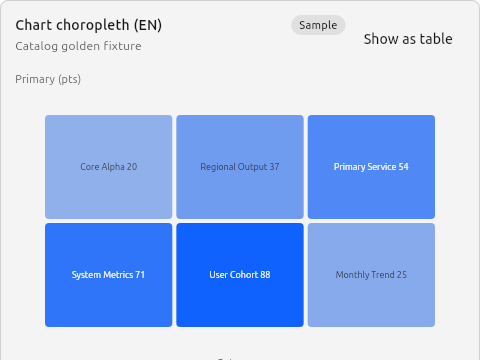 Chart choropleth (EN)
Sample
Show as table
Catalog golden fixture
Primary (pts)
Core Alpha 20
Regional Output 37
Primary Service 54
System Metrics 71
User Cohort 88
Monthly Trend 25